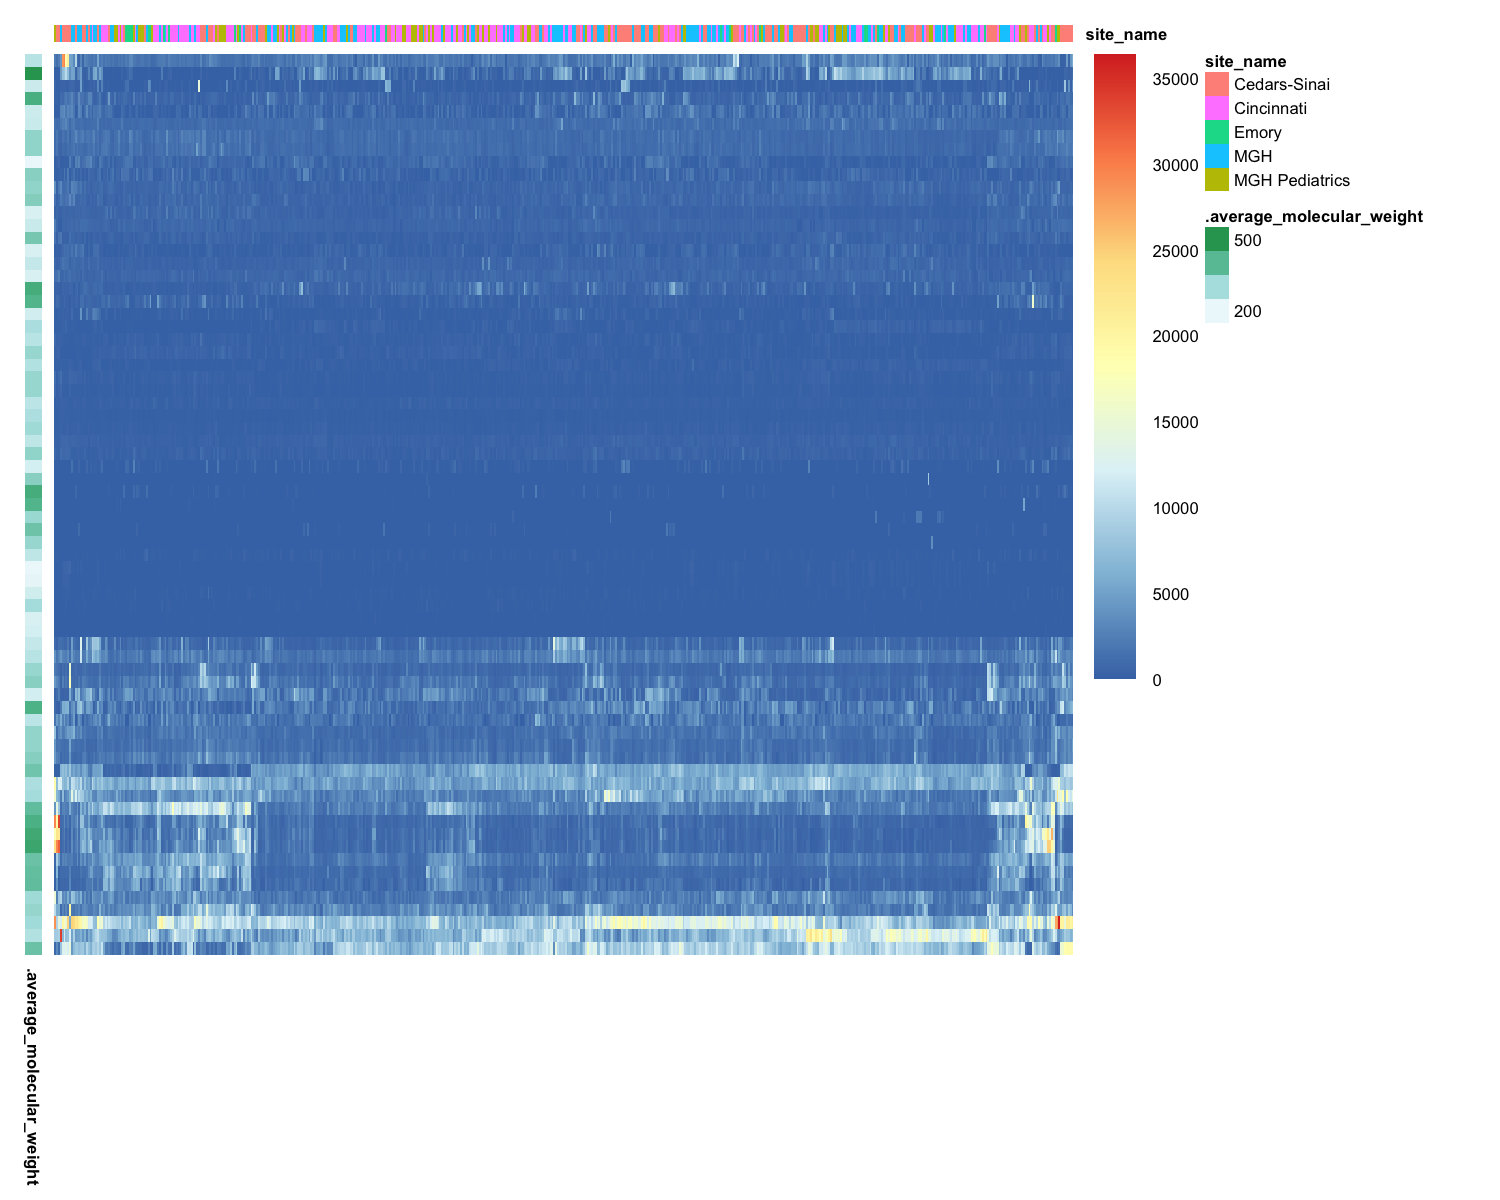 site_name
35000
30000
25000
20000
15000
10000
5000
0
site_name
Cedars-Sinai
Cincinnati
Emory
MGH
MGH Pediatrics
.average_molecular_weight
500
200
.average_molecular_weight